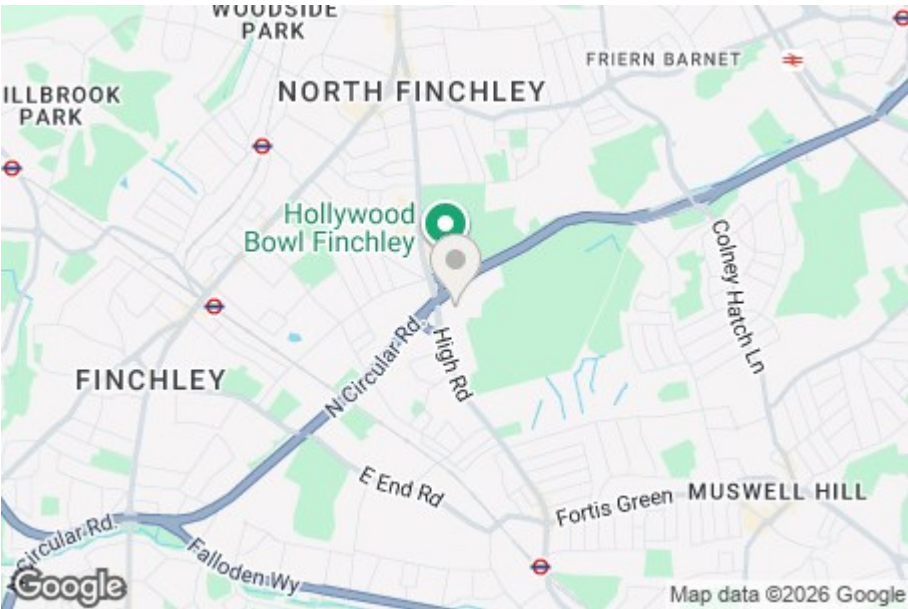 WOODSIDE
PARK
FRIERN BARNET
NORTH FINCHLEY
ILLBROOK
PARK
Hollywood
Bowl Finchley
Colney Hatch Ln
N Circular Rd.
High Rd
FINCHLEY
E End Rd
Fortis Green
MUSWELL HILL
Circular Rd.
Falloden Wy
Google
Map data ©2026 Google